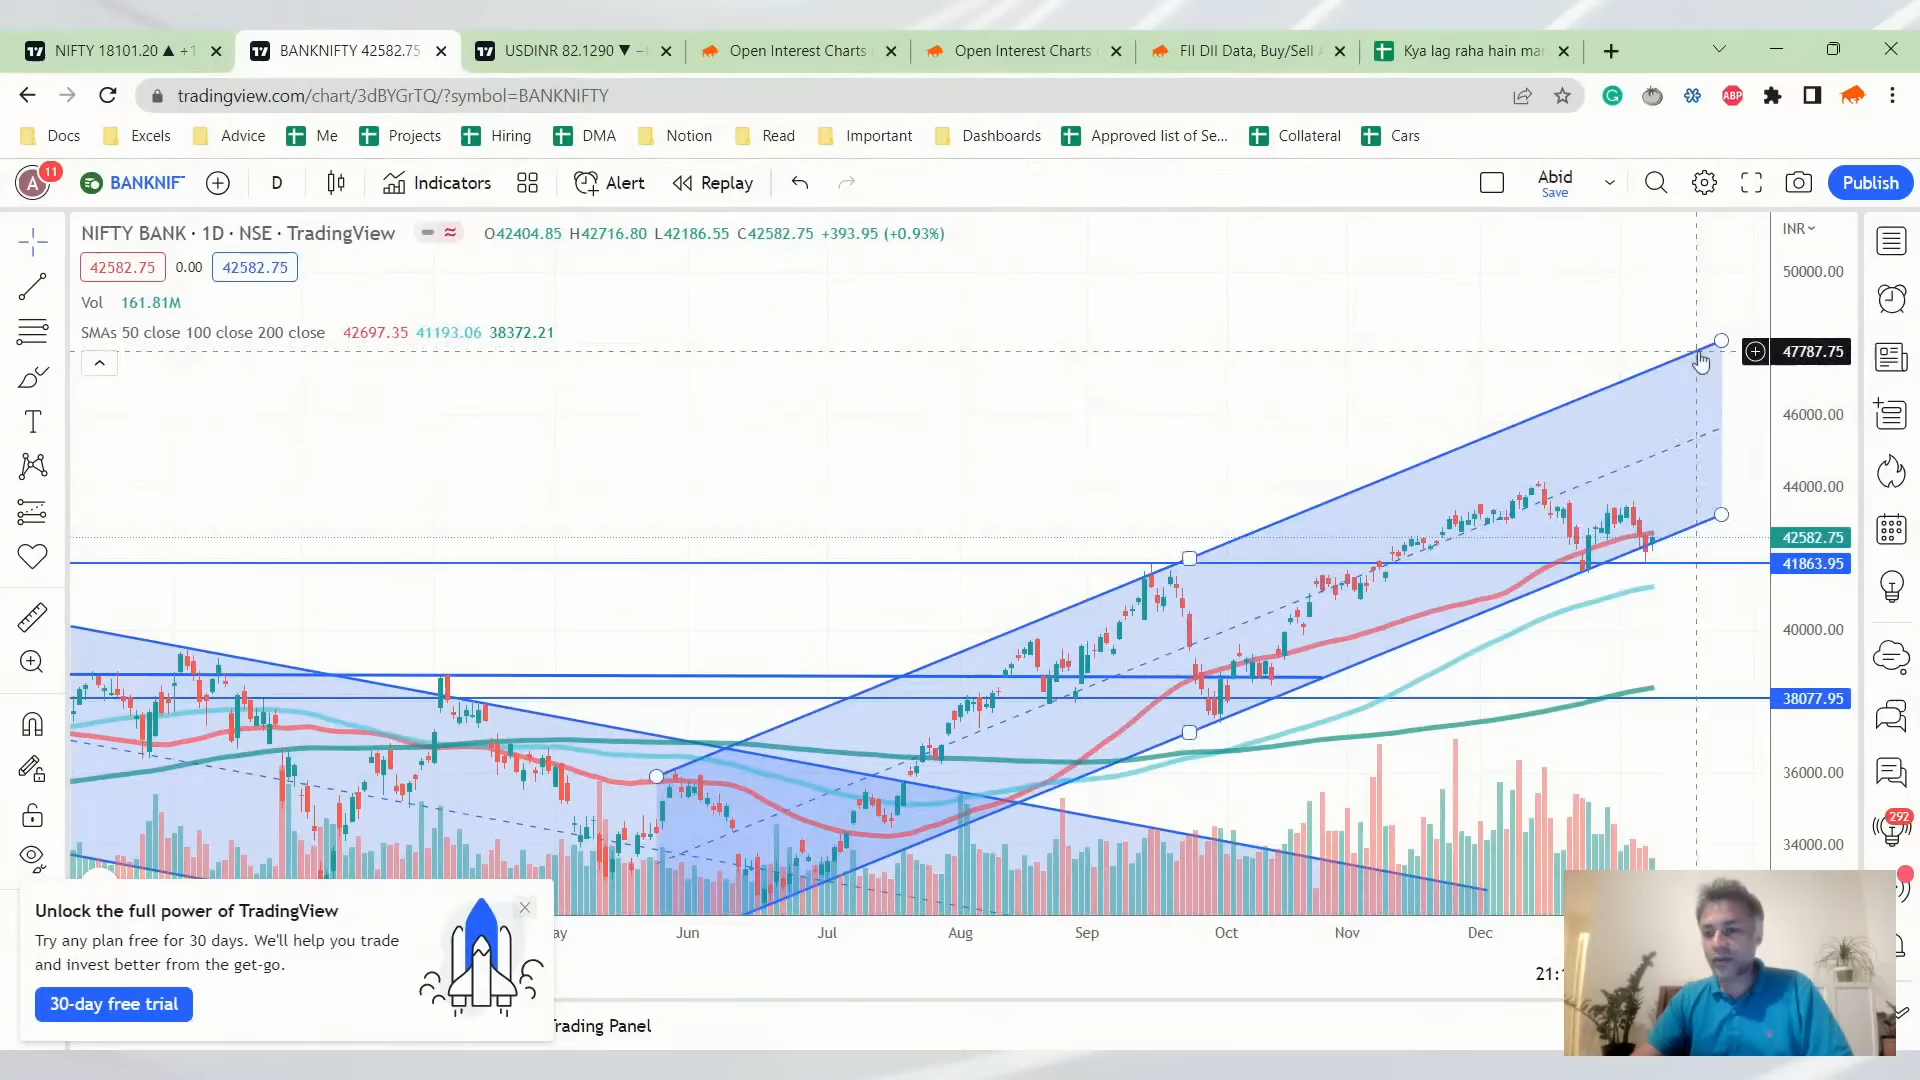 NIFTY 18101.20 ▲ +1
BANKNIFTY 42582.75
USDINR 82.1290 ▼ −
Open Interest Charts
Open Interest Charts
FII DII Data, Buy/Sell
Kya lag raha hain mar
tradingview.com/chart/3dBYGrTQ/?symbol=BANKNIFTY
ABP
Docs
Excels
Advice
Me
Projects
Hiring
DMA
Notion
Read
Important
Dashboards
Approved list of Se...
Collateral
Cars
A
11
BANKNIF
D
Indicators
Alert
Replay
Abid
Save
Publish
NIFTY BANK · 1D · NSE · TradingView
O42404.85 H42716.80 L42186.55 C42582.75 +393.95 (+0.93%)
INR
42582.75 0.00 42582.75
50000.00
Vol 161.81M
SMAs 50 close 100 close 200 close 42697.35 41193.06 38372.21
47787.75
46000.00
44000.00
42582.75
41863.95
40000.00
38077.95
36000.00
34000.00
292
Unlock the full power of TradingView
Try any plan free for 30 days. We'll help you trade
and invest better from the get-go.
30-day free trial
ay
Jun
Jul
Aug
Sep
Oct
Nov
Dec
21:
Trading Panel